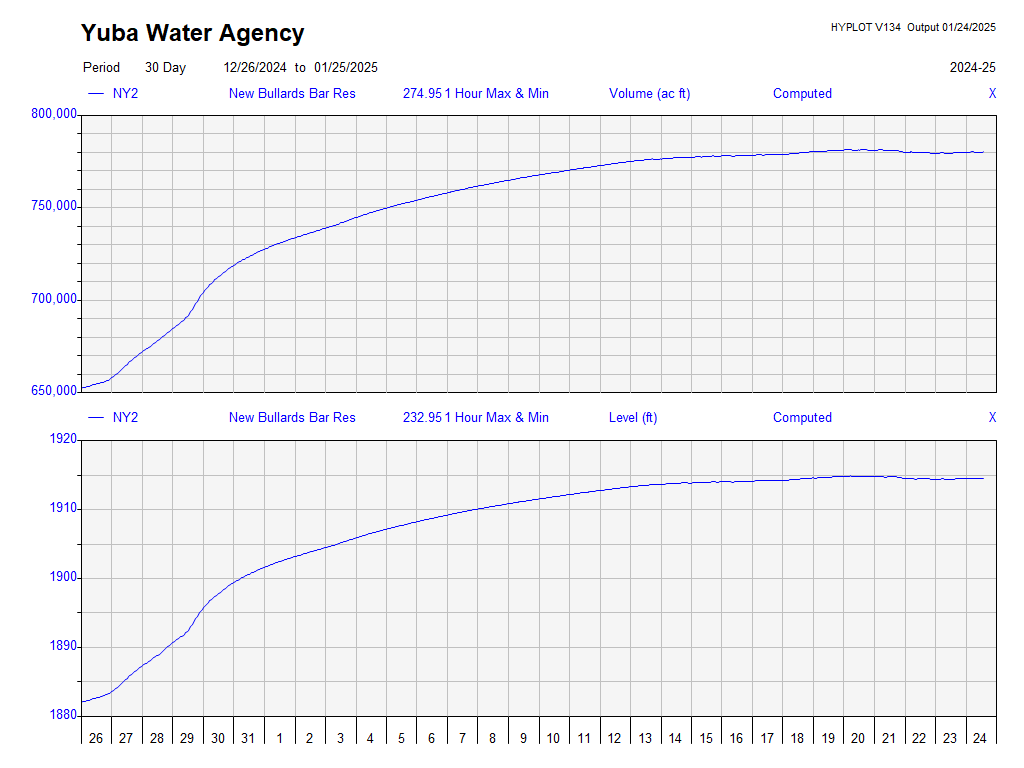 Yuba Water Agency
HYPLOT V134 Output 01/24/2025
Period 30 Day 12/26/2024 to 01/25/2025 2024-25
NY2 New Bullards Bar Res 274.95 1 Hour Max & Min Volume (ac ft) Computed X
800,000
750,000
700,000
650,000
NY2 New Bullards Bar Res 232.95 1 Hour Max & Min Level (ft) Computed X
1920
1910
1900
1890
1880
26 27 28 29 30 31 1 2 3 4 5 6 7 8 9 10 11 12 13 14 15 16 17 18 19 20 21 22 23 24